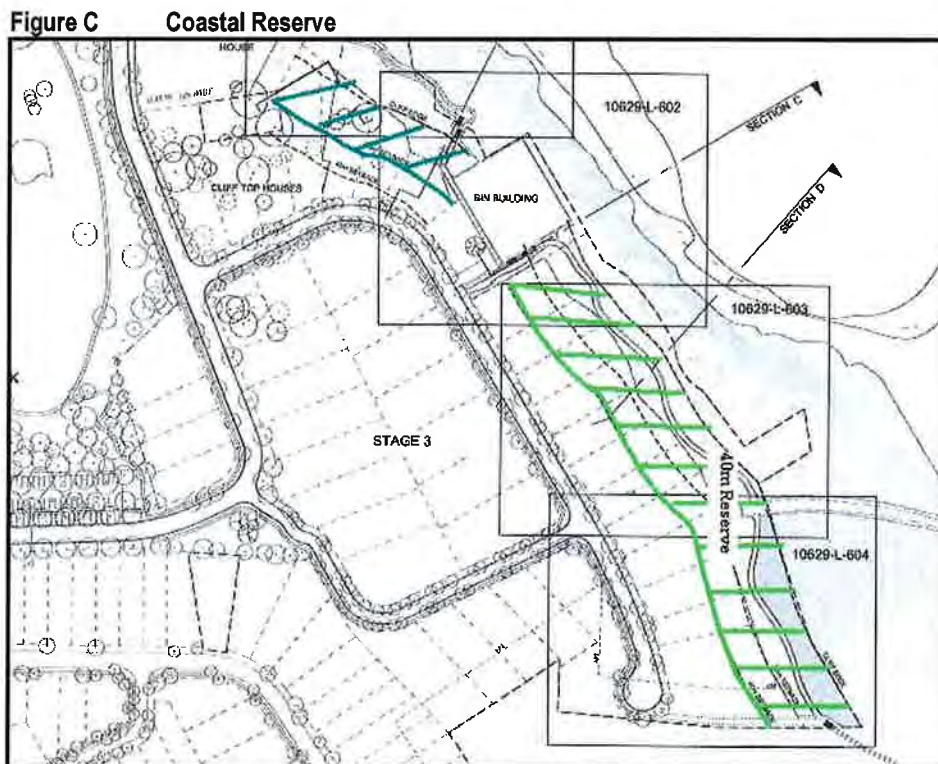 Figure C Coastal Reserve
HOUSE
10629-L-602
SECTION C
CLIFF TOP HOUSES
BIN BUILDING
SECTION D
10629-L-603
STAGE 3
40m Reserve
10629-L-604